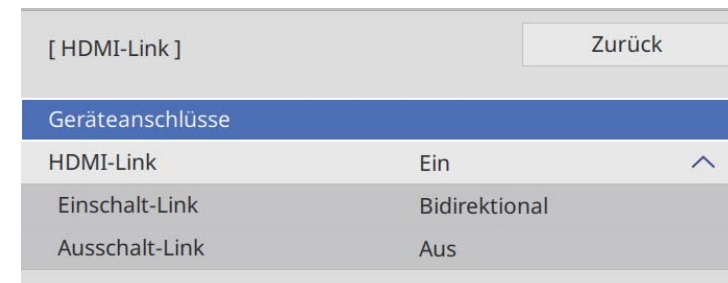 [ HDMI-Link ] Zurück
Geräteanschlüsse
HDMI-Link Ein
Einschalt-Link Bidirektional
Ausschalt-Link Aus